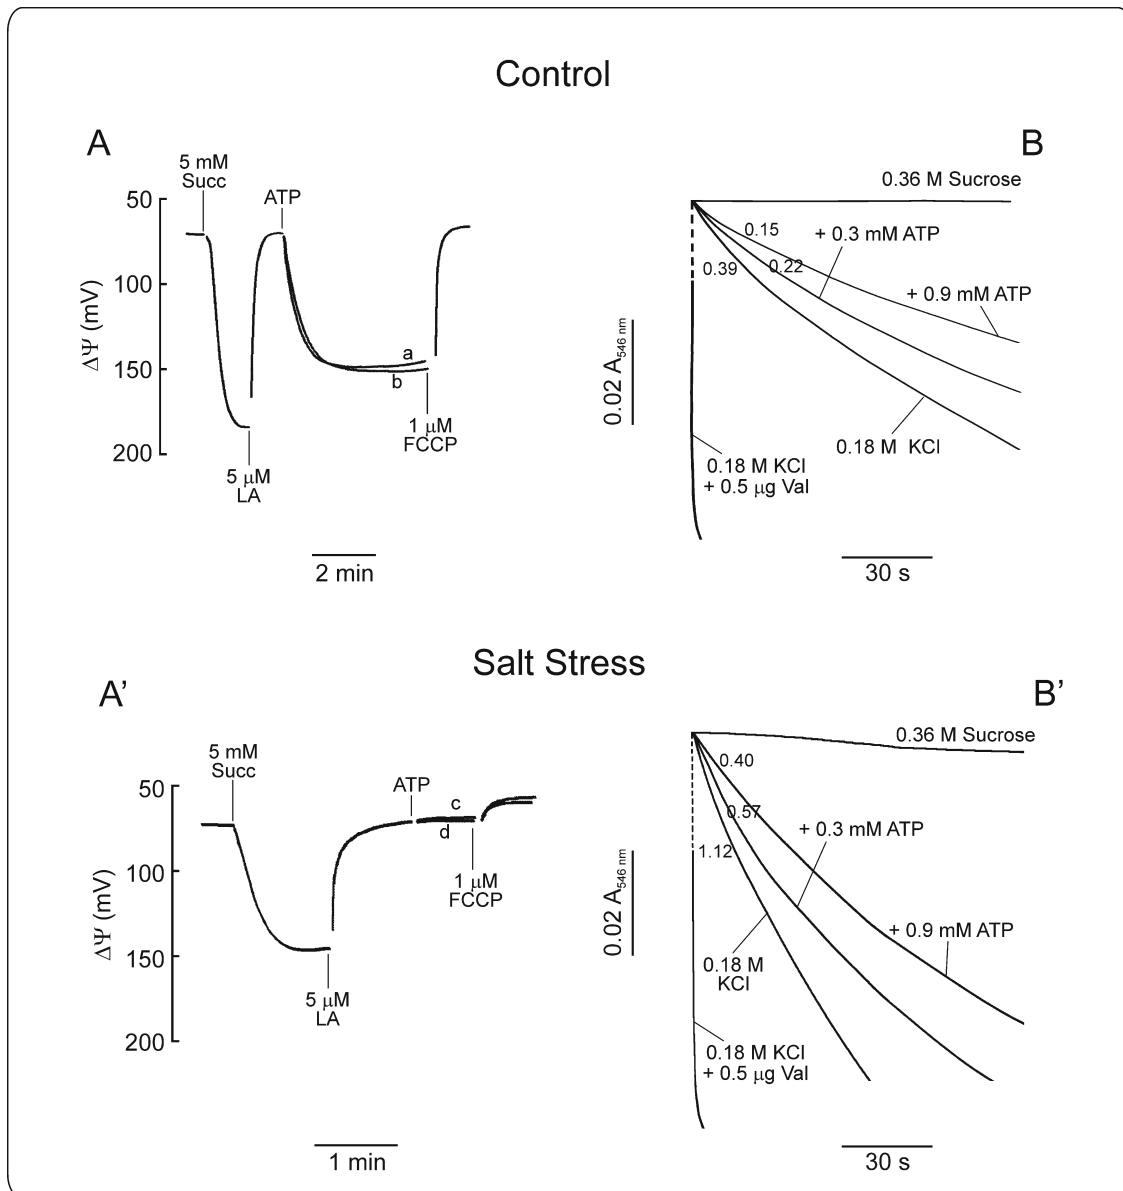 Control
A
5 mM
Succ
ATP
50
100
150
200
ΔΨ (mV)
a
b
1 μM
FCCP
5 μM
LA
2 min
B
0.36 M Sucrose
0.15
+ 0.3 mM ATP
0.22
0.39
+ 0.9 mM ATP
0.02 A546 nm
0.18 M KCl
0.18 M KCl
+ 0.5 μg Val
30 s
Salt Stress
A’
5 mM
Succ
ATP
50
100
150
200
ΔΨ (mV)
c
d
1 μM
FCCP
5 μM
LA
1 min
B’
0.36 M Sucrose
0.40
0.57
+ 0.3 mM ATP
1.12
+ 0.9 mM ATP
0.02 A546 nm
0.18 M
KCl
0.18 M KCl
+ 0.5 μg Val
30 s